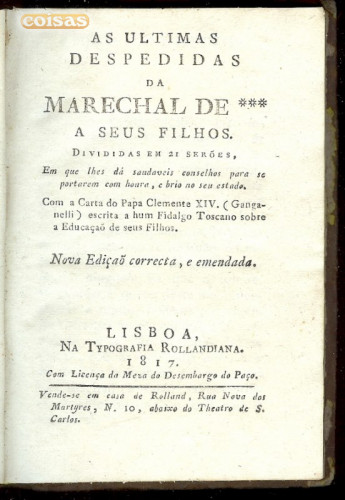 coisas
AS ULTIMAS
DESPEDIDAS
DA
MARECHAL DE ***
A SEUS FILHOS.
DIVIDIDAS EM 21 SERÕES,
Em que lhes dá saudaveis conselhos para se
portarem com honra, e brio no seu estado.
Com a Carta do Papa Clemente XIV. (Ganga-
nelli) escrita a hum Fidalgo Toscano sobre
a Educaçaõ de seus Filhos.
Nova Ediçaõ correcta, e emendada.
LISBOA,
NA TYPOGRAFIA ROLLANDIANA.
1817.
Com Licença da Meza do Desembargo do Paço.
Vende-se em casa de Rolland, Rua Nova dos
Martyres, N. 10, abaixo do Theatro de S.
Carlos.